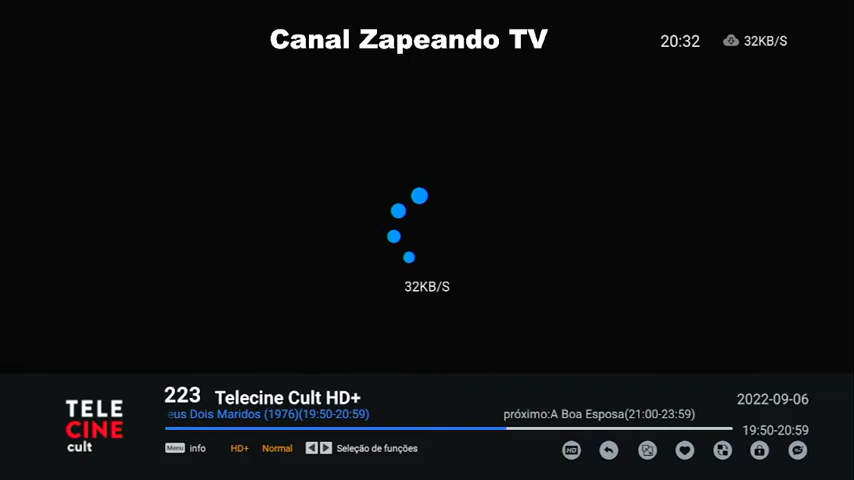 Canal Zapeando TV
20:32
32KB/S
32KB/S
223 Telecine Cult HD+
2022-09-06
eus Dois Maridos (1976)(19:50-20:59)
próximo:A Boa Esposa(21:00-23:59)
19:50-20:59
TELE
CINE
cult
Menu info HD+ Normal Seleção de funções
HD